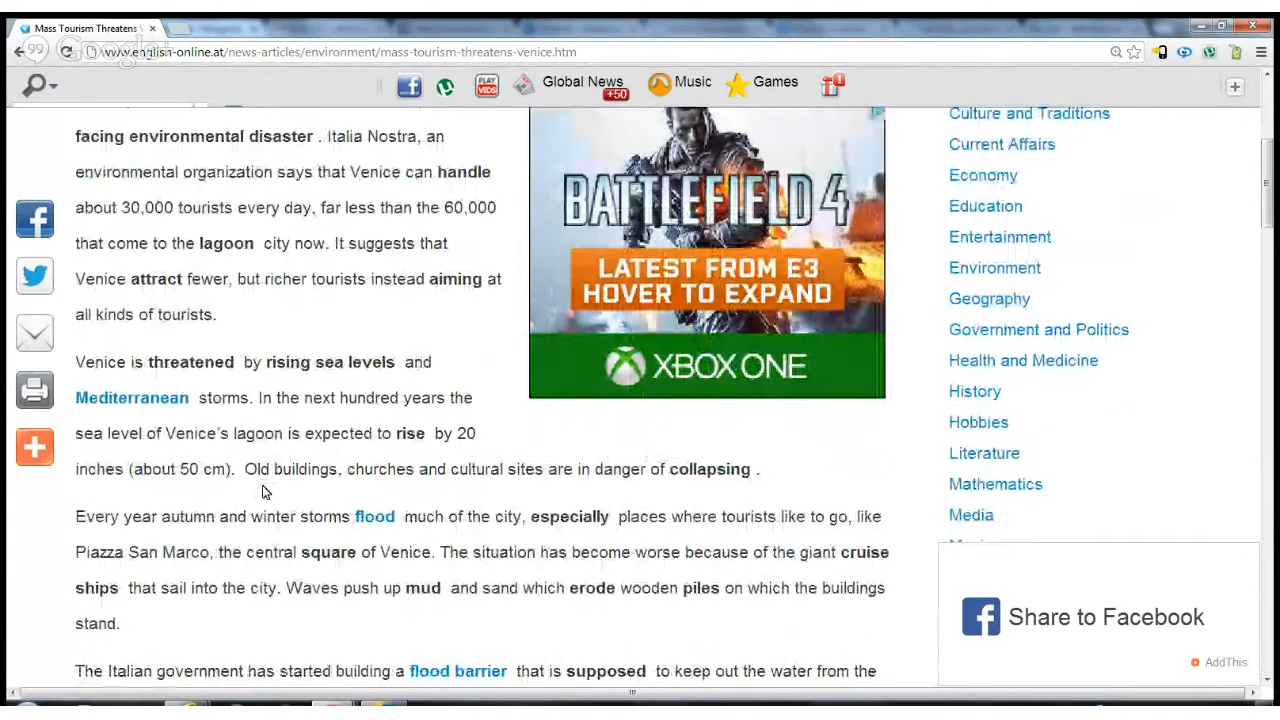 Mass Tourism Threatens
99 Google+
www.english-online.at/news-articles/environment/mass-tourism-threatens-venice.htm
PLAY VIDS
Global News
+50
Music
Games
facing environmental disaster . Italia Nostra, an
environmental organization says that Venice can handle
about 30,000 tourists every day, far less than the 60,000
that come to the lagoon city now. It suggests that
Venice attract fewer, but richer tourists instead aiming at
all kinds of tourists.
Venice is threatened by rising sea levels and
Mediterranean storms. In the next hundred years the
sea level of Venice's lagoon is expected to rise by 20
inches (about 50 cm). Old buildings, churches and cultural sites are in danger of collapsing .
Every year autumn and winter storms flood much of the city, especially places where tourists like to go, like
Piazza San Marco, the central square of Venice. The situation has become worse because of the giant cruise
ships that sail into the city. Waves push up mud and sand which erode wooden piles on which the buildings
stand.
The Italian government has started building a flood barrier that is supposed to keep out the water from the
BATTLEFIELD 4
LATEST FROM E3
HOVER TO EXPAND
XBOX ONE
Culture and Traditions
Current Affairs
Economy
Education
Entertainment
Environment
Geography
Government and Politics
Health and Medicine
History
Hobbies
Literature
Mathematics
Media
Share to Facebook
AddThis